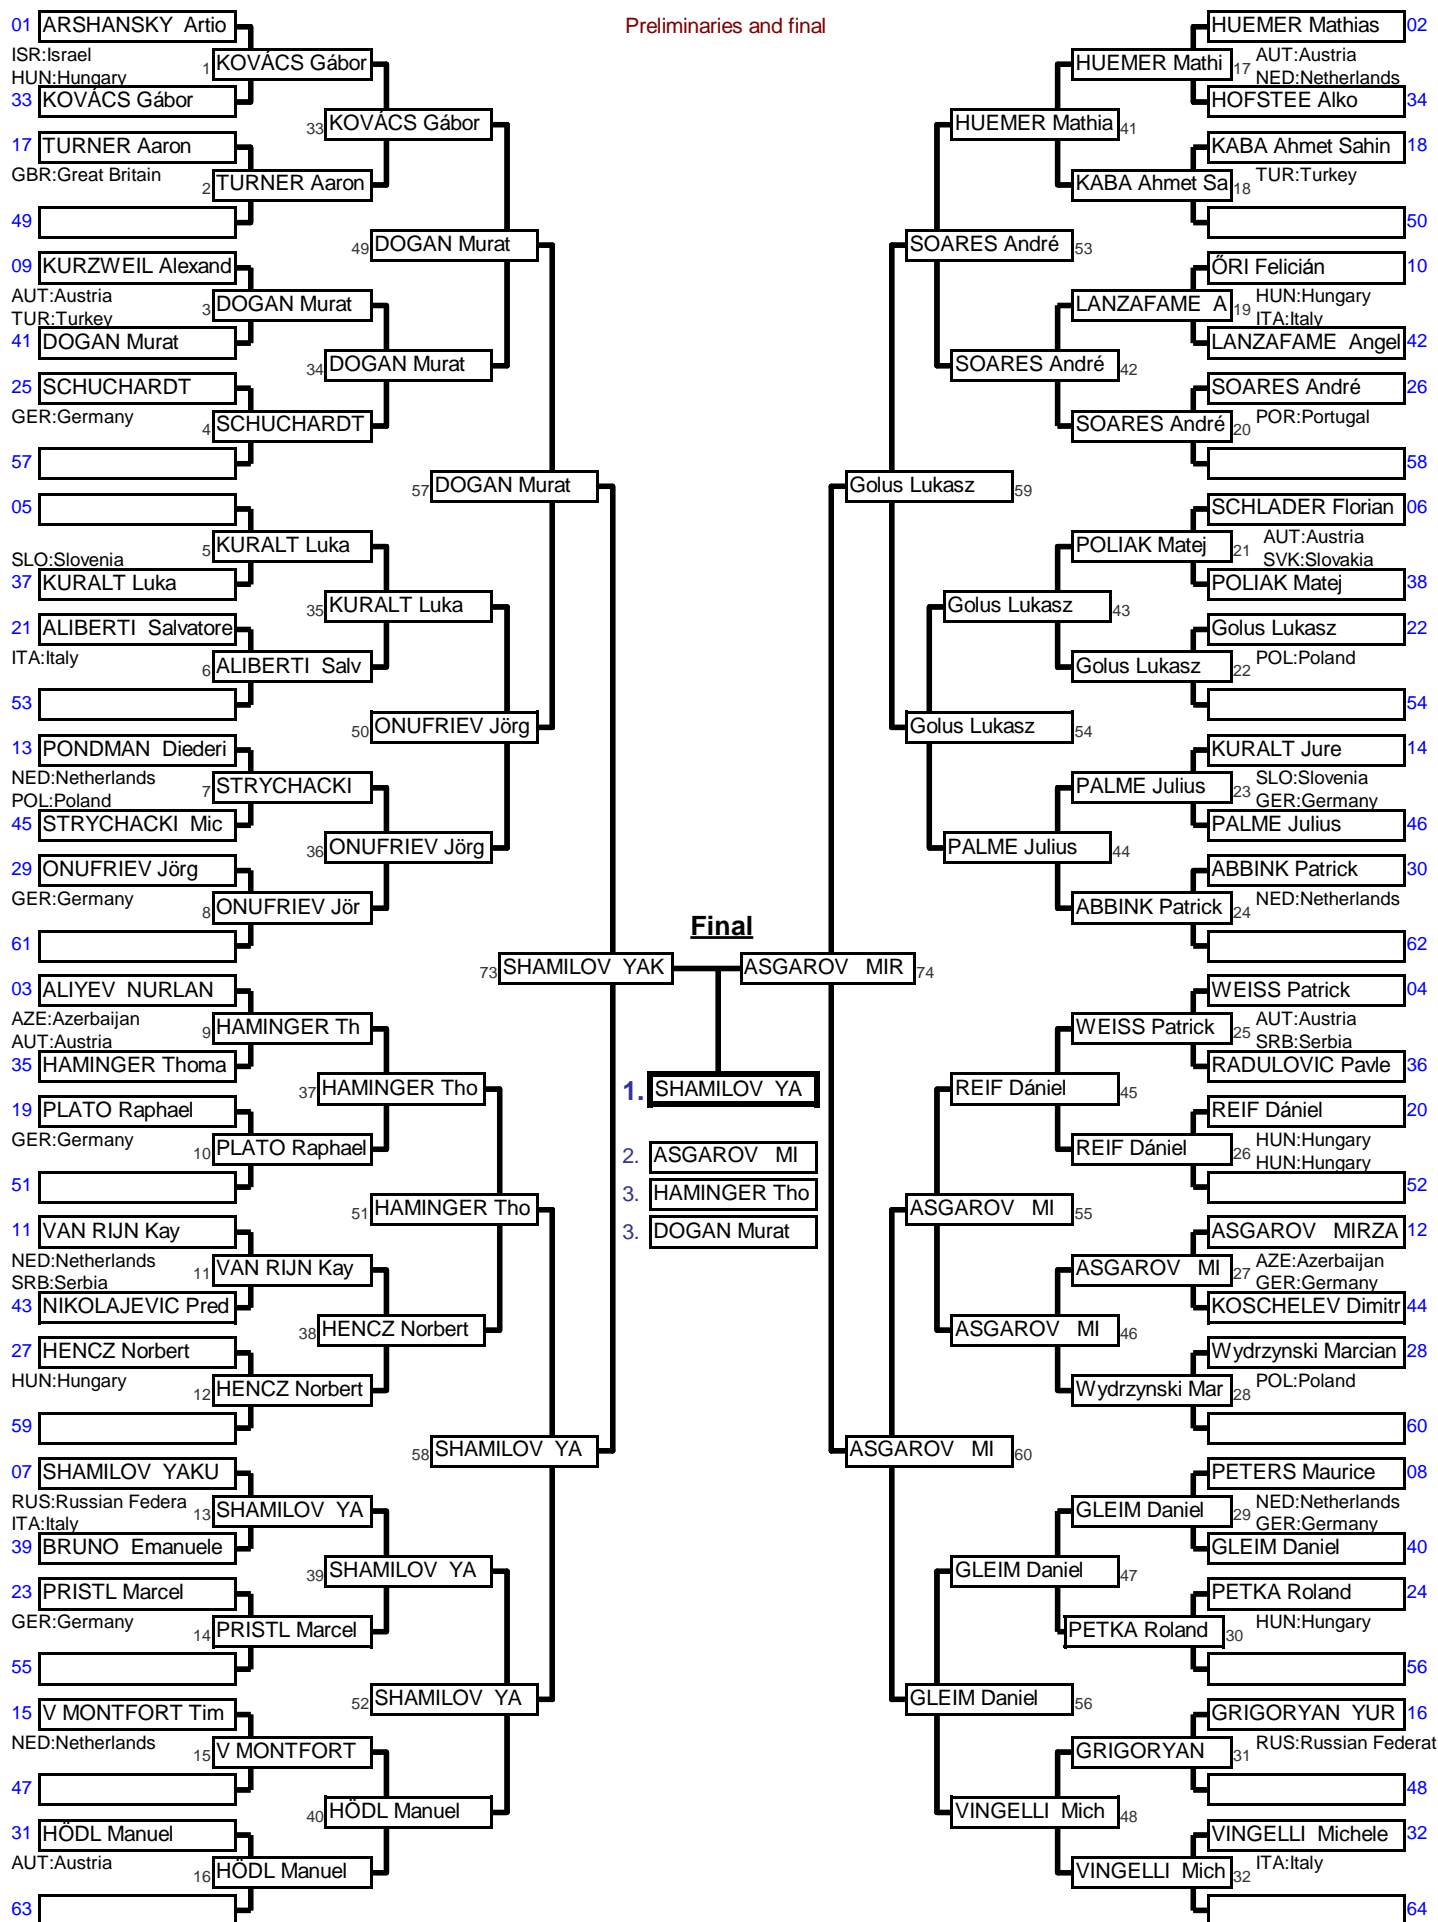 Preliminaries and final
01 ARSHANSKY Artio
ISR:Israel
HUN:Hungary
1 KOVÁCS Gábor
33 KOVÁCS Gábor
33 KOVÁCS Gábor
17 TURNER Aaron
GBR:Great Britain
2 TURNER Aaron
49
49 DOGAN Murat
09 KURZWEIL Alexand
AUT:Austria
TUR:Turkey
3 DOGAN Murat
41 DOGAN Murat
34 DOGAN Murat
25 SCHUCHARDT
GER:Germany
4 SCHUCHARDT
57
57 DOGAN Murat
05
SLO:Slovenia
5 KURALT Luka
37 KURALT Luka
35 KURALT Luka
21 ALIBERTI Salvatore
ITA:Italy
6 ALIBERTI Salv
53
50 ONUFRIEV Jörg
13 PONDMAN Diederi
NED:Netherlands
POL:Poland
7 STRYCHACKI
45 STRYCHACKI Mic
36 ONUFRIEV Jörg
29 ONUFRIEV Jörg
GER:Germany
8 ONUFRIEV Jör
61
73 SHAMILOV YAK
03 ALIYEV NURLAN
AZE:Azerbaijan
AUT:Austria
9 HAMINGER Th
35 HAMINGER Thoma
37 HAMINGER Tho
19 PLATO Raphael
GER:Germany
10 PLATO Raphael
51
51 HAMINGER Tho
11 VAN RIJN Kay
NED:Netherlands
SRB:Serbia
11 VAN RIJN Kay
43 NIKOLAJEVIC Pred
38 HENCZ Norbert
27 HENCZ Norbert
HUN:Hungary
12 HENCZ Norbert
59
58 SHAMILOV YA
07 SHAMILOV YAKU
RUS:Russian Federa
ITA:Italy
13 SHAMILOV YA
39 BRUNO Emanuele
39 SHAMILOV YA
23 PRISTL Marcel
GER:Germany
14 PRISTL Marcel
55
52 SHAMILOV YA
15 V MONTFORT Tim
NED:Netherlands
15 V MONTFORT
47
40 HÖDL Manuel
31 HÖDL Manuel
AUT:Austria
16 HÖDL Manuel
63
Final
1. SHAMILOV YA
2. ASGAROV MI
3. HAMINGER Tho
3. DOGAN Murat
HUEMER Mathias 02
AUT:Austria
NED:Netherlands
HUEMER Mathi 17
HOFSTEE Alko 34
HUEMER Mathia 41
KABA Ahmet Sahin 18
TUR:Turkey
KABA Ahmet Sa 18
50
SOARES André 53
ŐRI Felicián 10
HUN:Hungary
ITA:Italy
LANZAFAME A 19
LANZAFAME Angel 42
SOARES André 42
SOARES André 26
POR:Portugal
SOARES André 20
58
Golus Lukasz 59
SCHLADER Florian 06
AUT:Austria
SVK:Slovakia
POLIAK Matej 21
POLIAK Matej 38
Golus Lukasz 43
Golus Lukasz 22
POL:Poland
Golus Lukasz 22
54
Golus Lukasz 54
KURALT Jure 14
SLO:Slovenia
GER:Germany
PALME Julius 23
PALME Julius 46
PALME Julius 44
ABBINK Patrick 30
NED:Netherlands
ABBINK Patrick 24
62
ASGAROV MIR 74
WEISS Patrick 04
AUT:Austria
SRB:Serbia
WEISS Patrick 25
RADULOVIC Pavle 36
REIF Dániel 45
REIF Dániel 20
HUN:Hungary
HUN:Hungary
REIF Dániel 26
52
ASGAROV MI 55
ASGAROV MIRZA 12
AZE:Azerbaijan
GER:Germany
ASGAROV MI 27
KOSCHELEV Dimitr 44
ASGAROV MI 46
Wydrzynski Marcian 28
POL:Poland
Wydrzynski Mar 28
60
ASGAROV MI 60
PETERS Maurice 08
NED:Netherlands
GER:Germany
GLEIM Daniel 29
GLEIM Daniel 40
GLEIM Daniel 47
PETKA Roland 24
HUN:Hungary
PETKA Roland 30
56
GLEIM Daniel 56
GRIGORYAN YUR 16
RUS:Russian Federat
GRIGORYAN 31
48
VINGELLI Mich 48
VINGELLI Michele 32
ITA:Italy
VINGELLI Mich 32
64